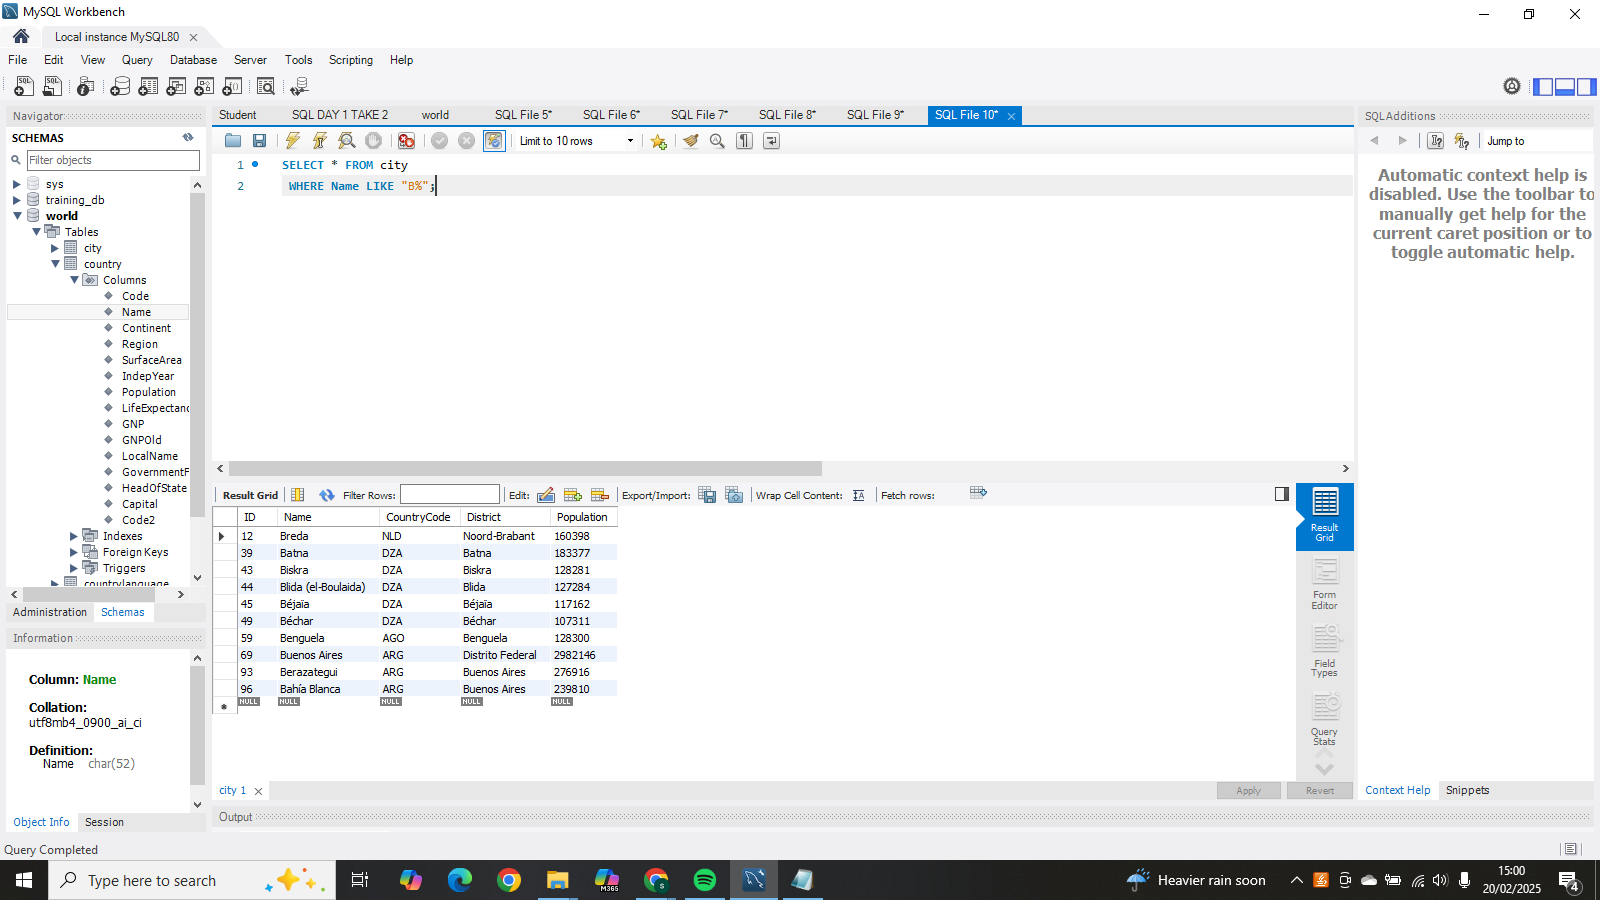 MySQL Workbench
Local instance MySQL80
File Edit View Query Database Server Tools Scripting Help
Navigator
SCHEMAS
Filter objects
sys
training_db
world
Tables
city
country
Columns
Code
Name
Continent
Region
SurfaceArea
IndepYear
Population
LifeExpectanc
GNP
GNPOld
LocalName
GovernmentF
HeadOfState
Capital
Code2
Indexes
Foreign Keys
Triggers
countrylanguage
Administration Schemas
Information
Column: Name
Collation:
utf8mb4_0900_ai_ci
Definition:
Name char(52)
Object Info Session
Query Completed
Student SQL DAY 1 TAKE 2 world SQL File 5* SQL File 6* SQL File 7* SQL File 8* SQL File 9* SQL File 10*
Limit to 10 rows
1 SELECT * FROM city
2 WHERE Name LIKE "B%";
Result Grid Filter Rows: Edit: Export/Import: Wrap Cell Content: Fetch rows:
ID Name CountryCode District Population
12 Breda NLD Noord-Brabant 160398
39 Batna DZA Batna 183377
43 Biskra DZA Biskra 128281
44 Blida (el-Boulaida) DZA Blida 127284
45 Béjaïa DZA Béjaïa 117162
49 Béchar DZA Béchar 107311
59 Benguela AGO Benguela 128300
69 Buenos Aires ARG Distrito Federal 2982146
93 Berazategui ARG Buenos Aires 276916
96 Bahía Blanca ARG Buenos Aires 239810
NULL NULL NULL NULL NULL
Result
Grid
Form
Editor
Field
Types
Query
Stats
city 1
Apply Revert
Output
SQLAdditions
Jump to
Automatic context help is
disabled. Use the toolbar to
manually get help for the
current caret position or to
toggle automatic help.
Context Help Snippets
Type here to search
M365
Heavier rain soon
15:00
20/02/2025
4